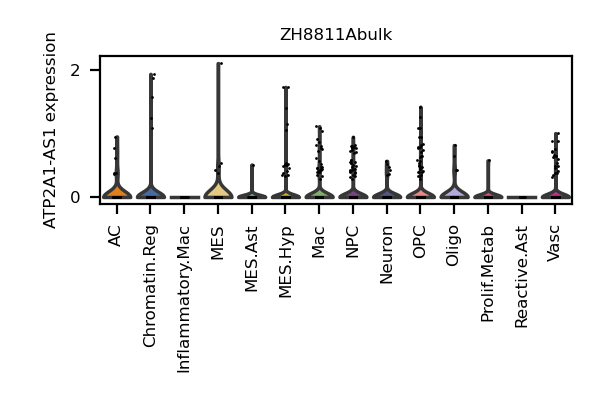 ZH8811Abulk
ATP2A1-AS1 expression
2
0
AC
Chromatin.Reg
Inflammatory.Mac
MES
MES.Ast
MES.Hyp
Mac
NPC
Neuron
OPC
Oligo
Prolif.Metab
Reactive.Ast
Vasc